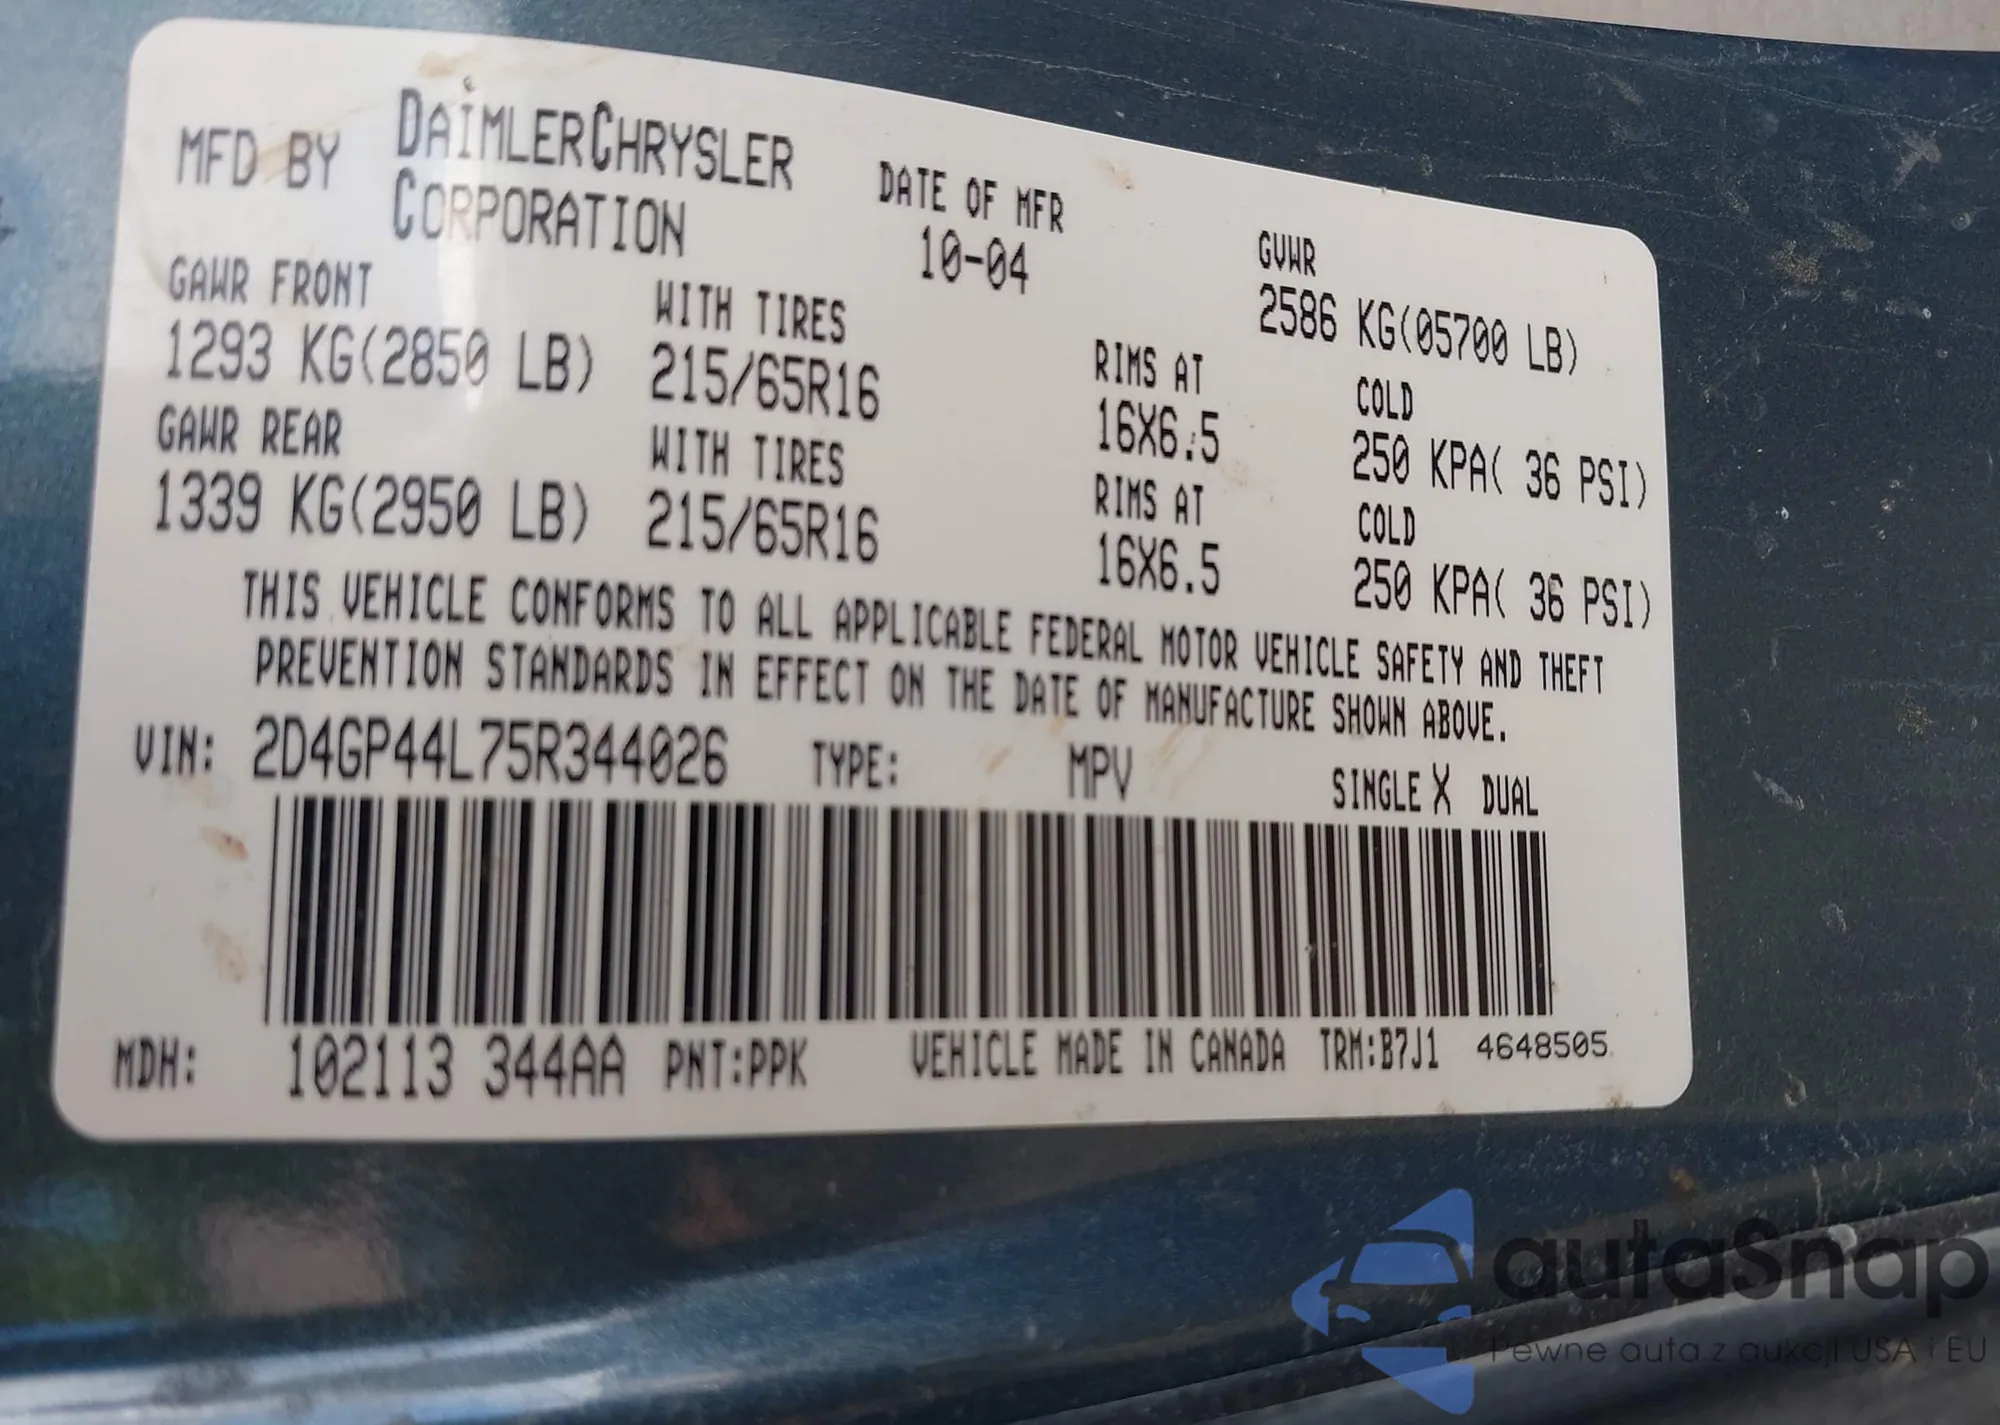 MFD BY DAIMLERCHRYSLER CORPORATION
DATE OF MFR
10-04
GVWR
2586 KG(05700 LB)
GAWR FRONT
1293 KG(2850 LB)
WITH TIRES
215/65R16
RIMS AT
16X6.5
COLD
250 KPA( 36 PSI)
GAWR REAR
1339 KG(2950 LB)
WITH TIRES
215/65R16
RIMS AT
16X6.5
COLD
250 KPA( 36 PSI)
THIS VEHICLE CONFORMS TO ALL APPLICABLE FEDERAL MOTOR VEHICLE SAFETY AND THEFT
PREVENTION STANDARDS IN EFFECT ON THE DATE OF MANUFACTURE SHOWN ABOVE.
VIN: 2D4GP44L75R344026 TYPE: MPV SINGLE X DUAL
MDH: 102113 344AA PNT:PPK VEHICLE MADE IN CANADA TRM:B7J1 4648505
autaSnap
Pewne auta z aukcji USA i EU